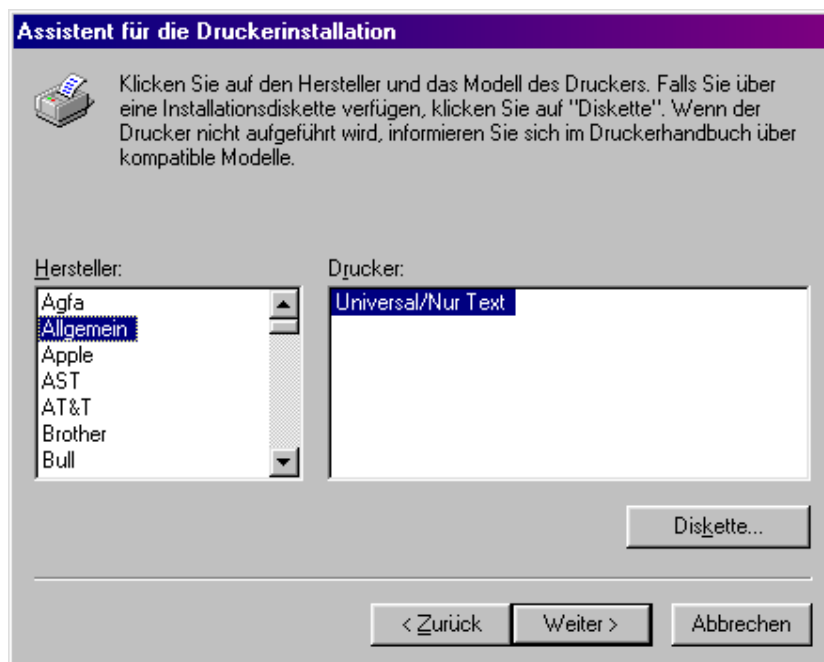 Assistent für die Druckerinstallation
Klicken Sie auf den Hersteller und das Modell des Druckers. Falls Sie über
eine Installationsdiskette verfügen, klicken Sie auf "Diskette". Wenn der
Drucker nicht aufgeführt wird, informieren Sie sich im Druckerhandbuch über
kompatible Modelle.
Hersteller:
Agfa
Allgemein
Apple
AST
AT&T
Brother
Bull
Drucker:
Universal/Nur Text
Diskette...
< Zurück
Weiter >
Abbrechen